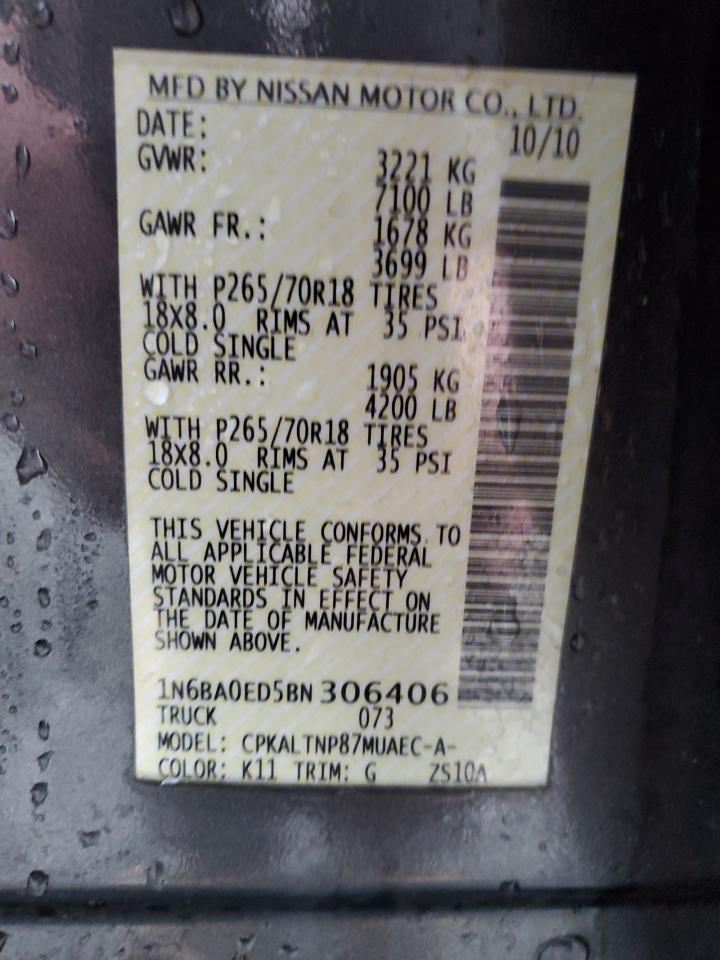 MFD BY NISSAN MOTOR CO., LTD.
DATE: 10/10
GVWR: 3221 KG
7100 LB
GAWR FR.: 1678 KG
3699 LB
WITH P265/70R18 TIRES
18X8.0 RIMS AT 35 PSI
COLD SINGLE
GAWR RR.: 1905 KG
4200 LB
WITH P265/70R18 TIRES
18X8.0 RIMS AT 35 PSI
COLD SINGLE
THIS VEHICLE CONFORMS TO
ALL APPLICABLE FEDERAL
MOTOR VEHICLE SAFETY
STANDARDS IN EFFECT ON
THE DATE OF MANUFACTURE
SHOWN ABOVE.
1N6BA0ED5BN306406
TRUCK 073
MODEL: CPKALTNP87MUAEC-A-
COLOR: K11 TRIM: G ZS10A